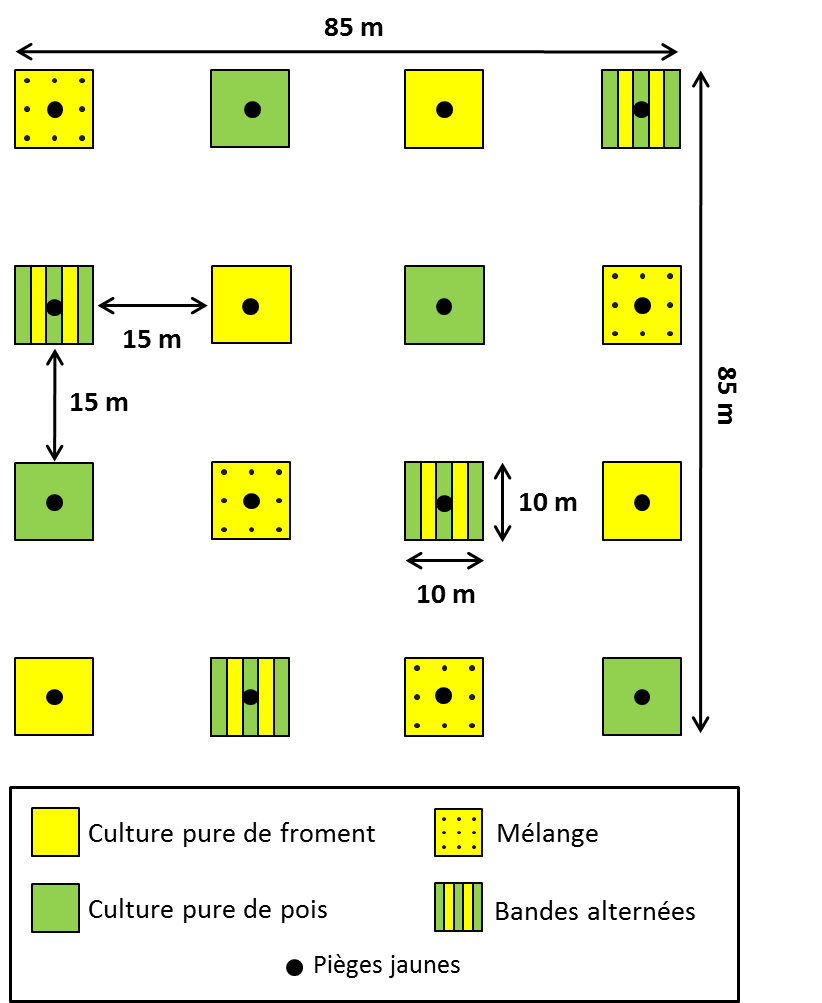 85 m
15 m
15 m
85 m
10 m
10 m
Culture pure de froment
Mélange
Culture pure de pois
Bandes alternées
Pièges jaunes